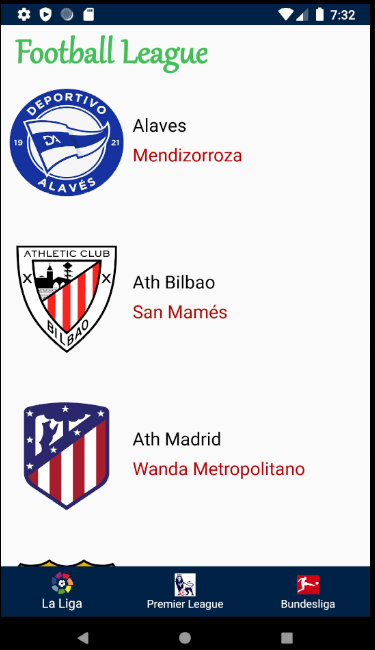 7:32
Football League
DEPORTIVO
19 DA 21
ALAVÉS
Alaves
Mendizorroza
ATHLETIC CLUB
BILBAO
Ath Bilbao
San Mamés
Ath Madrid
Wanda Metropolitano
La Liga
Premier League
Bundesliga